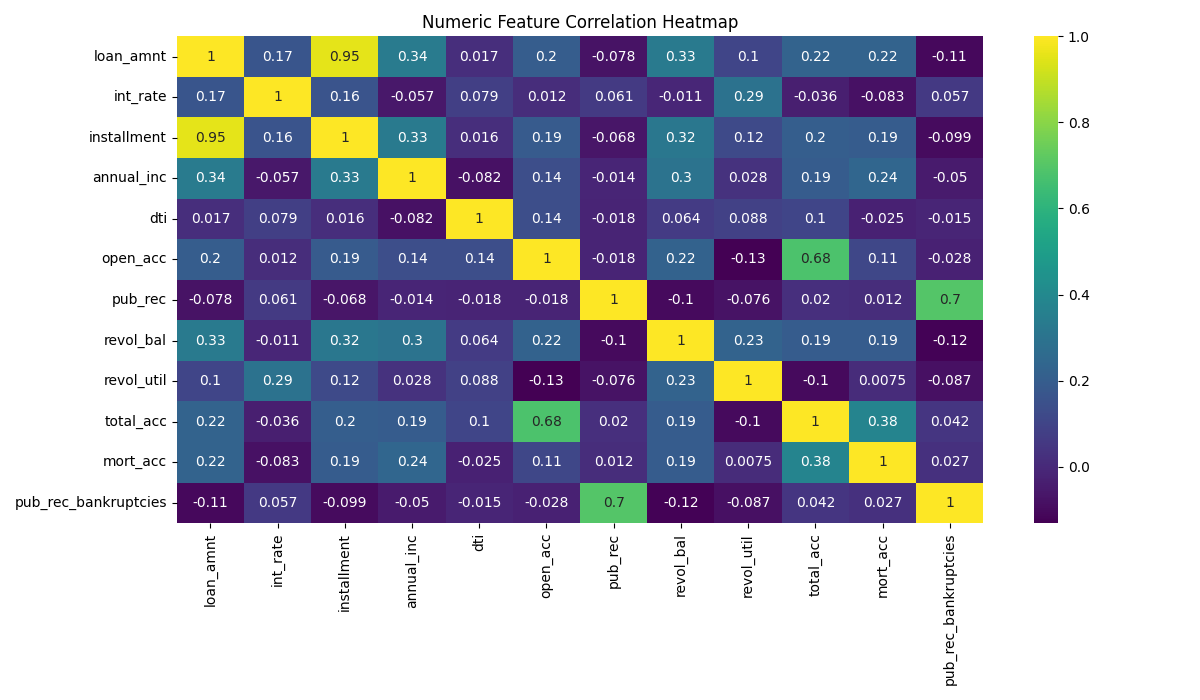 Numeric Feature Correlation Heatmap
loan_amnt 1 0.17 0.95 0.34 0.017 0.2 -0.078 0.33 0.1 0.22 0.22 -0.11
int_rate 0.17 1 0.16 -0.057 0.079 0.012 0.061 -0.011 0.29 -0.036 -0.083 0.057
installment 0.95 0.16 1 0.33 0.016 0.19 -0.068 0.32 0.12 0.2 0.19 -0.099
annual_inc 0.34 -0.057 0.33 1 -0.082 0.14 -0.014 0.3 0.028 0.19 0.24 -0.05
dti 0.017 0.079 0.016 -0.082 1 0.14 -0.018 0.064 0.088 0.1 -0.025 -0.015
open_acc 0.2 0.012 0.19 0.14 0.14 1 -0.018 0.22 -0.13 0.68 0.11 -0.028
pub_rec -0.078 0.061 -0.068 -0.014 -0.018 -0.018 1 -0.1 -0.076 0.02 0.012 0.7
revol_bal 0.33 -0.011 0.32 0.3 0.064 0.22 -0.1 1 0.23 0.19 0.19 -0.12
revol_util 0.1 0.29 0.12 0.028 0.088 -0.13 -0.076 0.23 1 -0.1 0.0075 -0.087
total_acc 0.22 -0.036 0.2 0.19 0.1 0.68 0.02 0.19 -0.1 1 0.38 0.042
mort_acc 0.22 -0.083 0.19 0.24 -0.025 0.11 0.012 0.19 0.0075 0.38 1 0.027
pub_rec_bankruptcies -0.11 0.057 -0.099 -0.05 -0.015 -0.028 0.7 -0.12 -0.087 0.042 0.027 1
loan_amnt int_rate installment annual_inc dti open_acc pub_rec revol_bal revol_util total_acc mort_acc pub_rec_bankruptcies
1.0
0.8
0.6
0.4
0.2
0.0